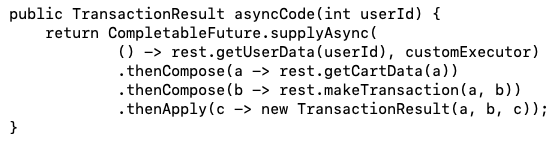 public TransactionResult asyncCode(int userId) {
    return CompletableFuture.supplyAsync(
            () -> rest.getUserData(userId), customExecutor)
            .thenCompose(a -> rest.getCartData(a))
            .thenCompose(b -> rest.makeTransaction(a, b))
            .thenApply(c -> new TransactionResult(a, b, c));
}